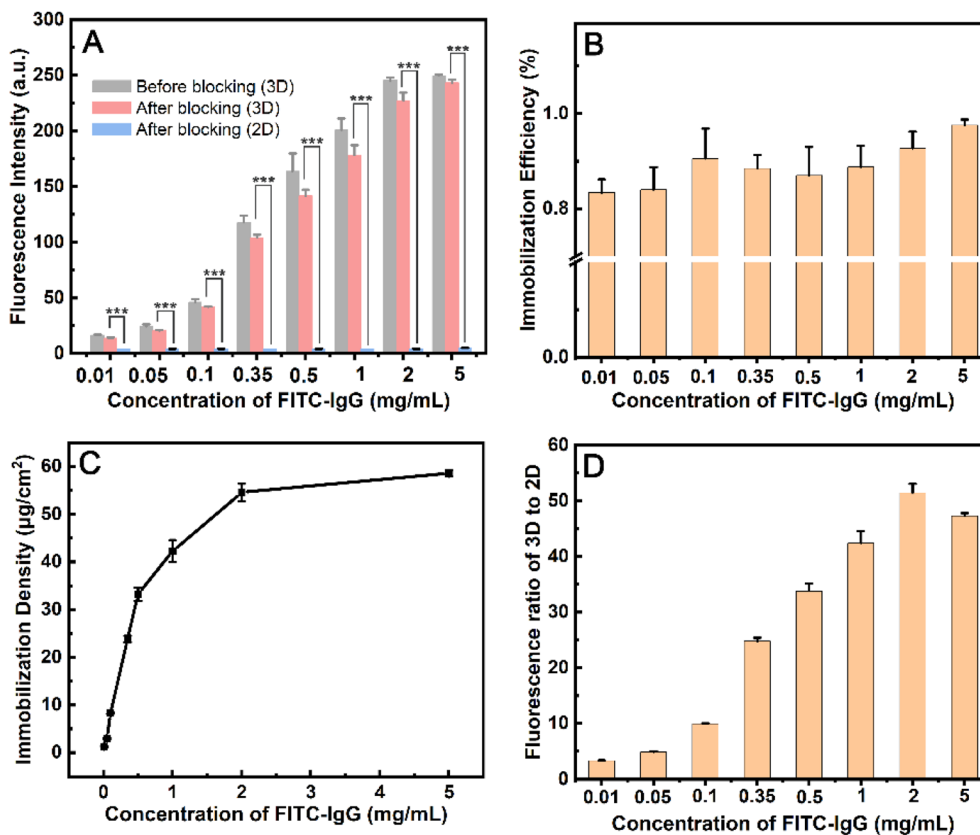 A
Fluorescence Intensity (a.u.)
300
250
200
150
100
50
0
Before blocking (3D)
After blocking (3D)
After blocking (2D)
*** *** *** *** *** *** *** ***
0.01 0.05 0.1 0.35 0.5 1 2 5
Concentration of FITC-IgG (mg/mL)
B
Immobilization Efficiency (%)
1.0
0.8
0.0
0.01 0.05 0.1 0.35 0.5 1 2 5
Concentration of FITC-IgG (mg/mL)
C
Immobilization Density (μg/cm²)
60
50
40
30
20
10
0
0 1 2 3 4 5
Concentration of FITC-IgG (mg/mL)
D
Fluorescence ratio of 3D to 2D
60
50
40
30
20
10
0
0.01 0.05 0.1 0.35 0.5 1 2 5
Concentration of FITC-IgG (mg/mL)